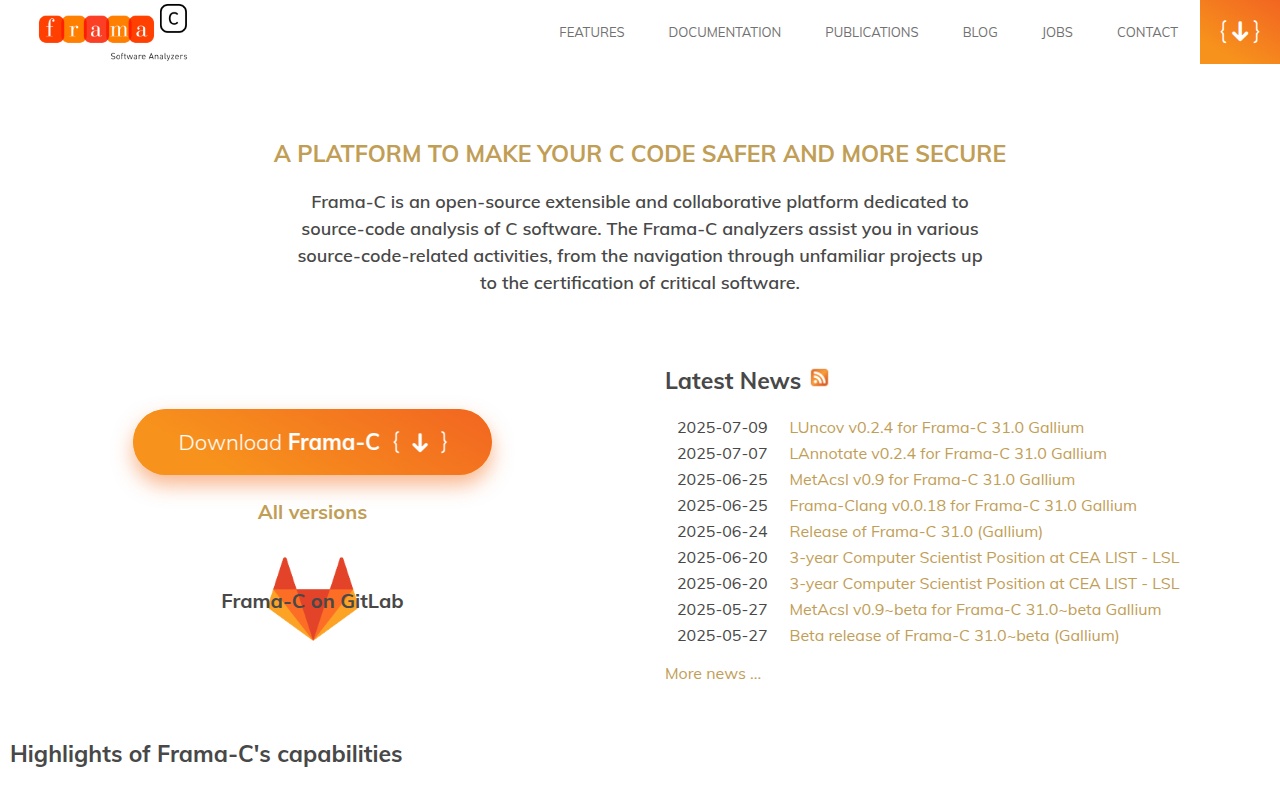 frama C
Software Analyzers
FEATURES DOCUMENTATION PUBLICATIONS BLOG JOBS CONTACT {↓}
A PLATFORM TO MAKE YOUR C CODE SAFER AND MORE SECURE
Frama-C is an open-source extensible and collaborative platform dedicated to
source-code analysis of C software. The Frama-C analyzers assist you in various
source-code-related activities, from the navigation through unfamiliar projects up
to the certification of critical software.
Download Frama-C {↓}
All versions
Frama-C on GitLab
Latest News
2025-07-09 LUncov v0.2.4 for Frama-C 31.0 Gallium
2025-07-07 LAnnotate v0.2.4 for Frama-C 31.0 Gallium
2025-06-25 MetAcsl v0.9 for Frama-C 31.0 Gallium
2025-06-25 Frama-Clang v0.0.18 for Frama-C 31.0 Gallium
2025-06-24 Release of Frama-C 31.0 (Gallium)
2025-06-20 3-year Computer Scientist Position at CEA LIST - LSL
2025-06-20 3-year Computer Scientist Position at CEA LIST - LSL
2025-05-27 MetAcsl v0.9~beta for Frama-C 31.0~beta Gallium
2025-05-27 Beta release of Frama-C 31.0~beta (Gallium)
More news ...
Highlights of Frama-C's capabilities